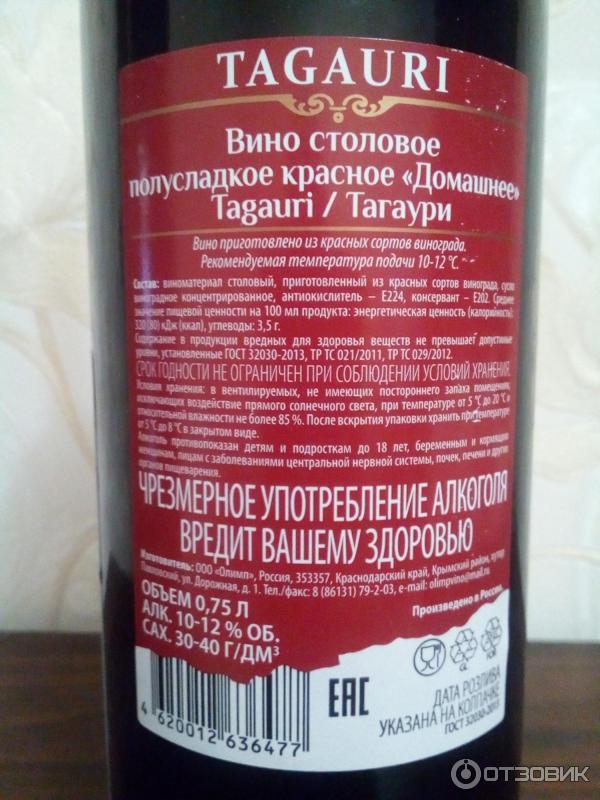 TAGAURI
Вино столовое
полусладкое красное «Домашнее»
Tagauri / Тагаури
Вино приготовлено из красных сортов винограда.
Рекомендуемая температура подачи 10-12 °С.
Состав: виноматериал столовый, приготовленный из красных сортов винограда, сусло
виноградное концентрированное, антиокислитель – Е224, консервант – Е202. Средние
значение пищевой ценности на 100 мл продукта: энергетическая ценность (калорийность):
320 (80) кДж (ккал), углеводы: 3,5 г.
Содержание в продукции вредных для здоровья веществ не превышает допустимые
уровни, установленные ГОСТ 32030-2013, ТР ТС 021/2011, ТР ТС 029/2012.
СРОК ГОДНОСТИ НЕ ОГРАНИЧЕН ПРИ СОБЛЮДЕНИИ УСЛОВИЙ ХРАНЕНИЯ.
Условия хранения: в вентилируемых, не имеющих постороннего запаха помещениях,
исключающих воздействие прямого солнечного света, при температуре от 5 °С до 20 °С и
относительной влажности не более 85 %. После вскрытия упаковки хранить при температуре
от 5 °С до 8 °С в закрытом виде.
Алкоголь противопоказан детям и подросткам до 18 лет, беременным и кормящим
женщинам, лицам с заболеваниями центральной нервной системы, почек, печени и других
органов пищеварения.
ЧРЕЗМЕРНОЕ УПОТРЕБЛЕНИЕ АЛКОГОЛЯ
ВРЕДИТ ВАШЕМУ ЗДОРОВЬЮ
Изготовитель: ООО «Олимп», Россия, 353357, Краснодарский край, Крымский район, хутор
Павловский, ул. Дорожная, д. 1. Тел./факс: 8 (86131) 79-2-03, e-mail: olimpvino@mail.ru
Произведено в России.
ОБЪЕМ 0,75 Л
АЛК. 10-12 % ОБ.
САХ. 30-40 Г/ДМ³
4 620012 636477
EAC
ДАТА РОЗЛИВА
УКАЗАНА НА КОЛПАЧКЕ
ГОСТ 32030-2013
ОТЗОВИК